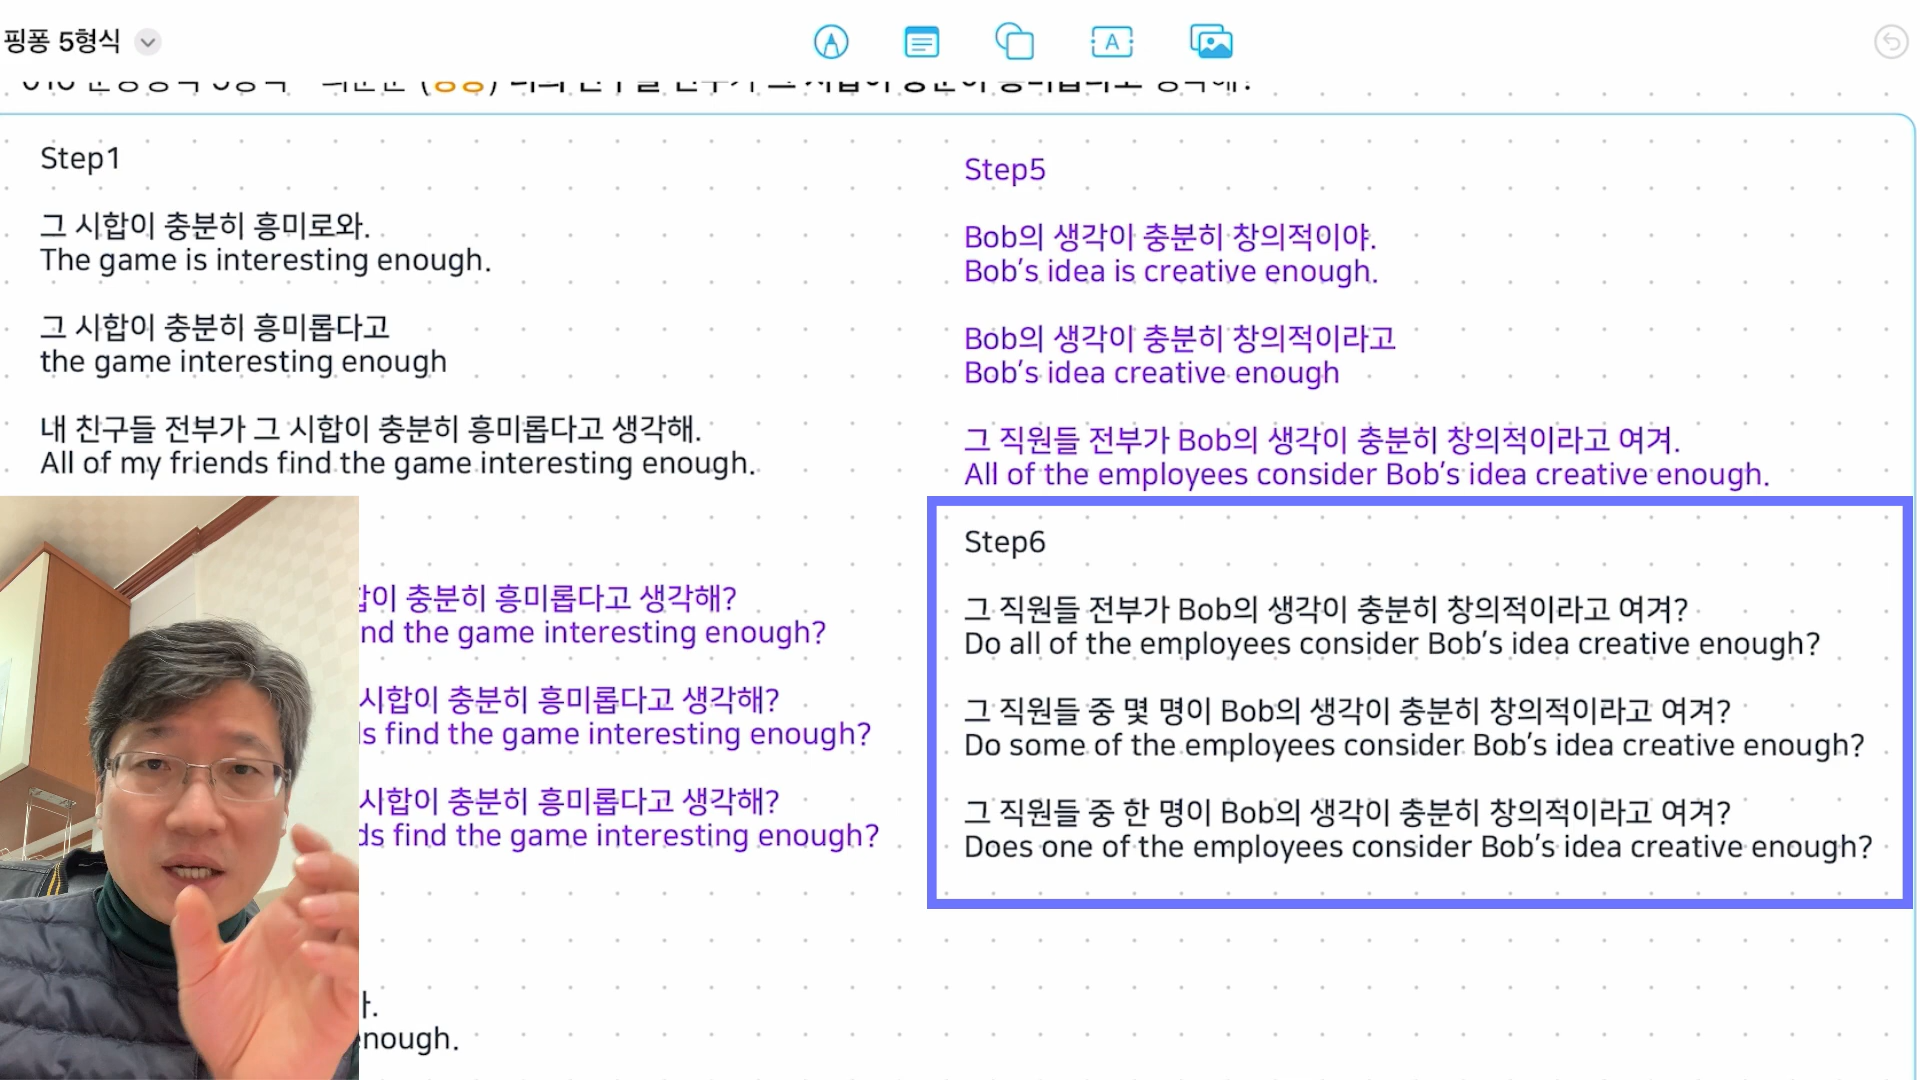 핑퐁 5형식
Step1
그 시합이 충분히 흥미로와.
The game is interesting enough.
그 시합이 충분히 흥미롭다고
the game interesting enough
내 친구들 전부가 그 시합이 충분히 흥미롭다고 생각해.
All of my friends find the game interesting enough.
충분히 흥미롭다고 생각해?
the game interesting enough?
시합이 충분히 흥미롭다고 생각해?
find the game interesting enough?
시합이 충분히 흥미롭다고 생각해?
find the game interesting enough?
enough.
Step5
Bob의 생각이 충분히 창의적이야.
Bob's idea is creative enough.
Bob의 생각이 충분히 창의적이라고
Bob's idea creative enough
그 직원들 전부가 Bob의 생각이 충분히 창의적이라고 여겨.
All of the employees consider Bob's idea creative enough.
Step6
그 직원들 전부가 Bob의 생각이 충분히 창의적이라고 여겨?
Do all of the employees consider Bob's idea creative enough?
그 직원들 중 몇 명이 Bob의 생각이 충분히 창의적이라고 여겨?
Do some of the employees consider Bob's idea creative enough?
그 직원들 중 한 명이 Bob의 생각이 충분히 창의적이라고 여겨?
Does one of the employees consider Bob's idea creative enough?